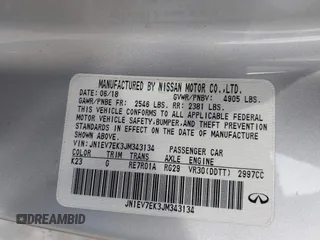 MANUFACTURED BY NISSAN MOTOR CO.,LTD.
DATE: 06/18 GVWR/PNBV: 4905 LBS.
GAWR/PNBE FR: 2546 LBS. RR: 2381 LBS.
THIS VEHICLE CONFORMS TO ALL APPLICABLE FEDERAL
MOTOR VEHICLE SAFETY,BUMPER,AND THEFT PREVENTION
STANDARDS IN EFFECT ON THE DATE OF MANUFACTURE
SHOWN ABOVE.
VIN: JN1EV7EK3JM343134 PASSENGER CAR
COLOR TRIM TRANS AXLE ENGINE
K23 G RE7R01A RG29 VR30(DDTT) 2997CC
JN1EV7EK3JM343134
DREAMBID